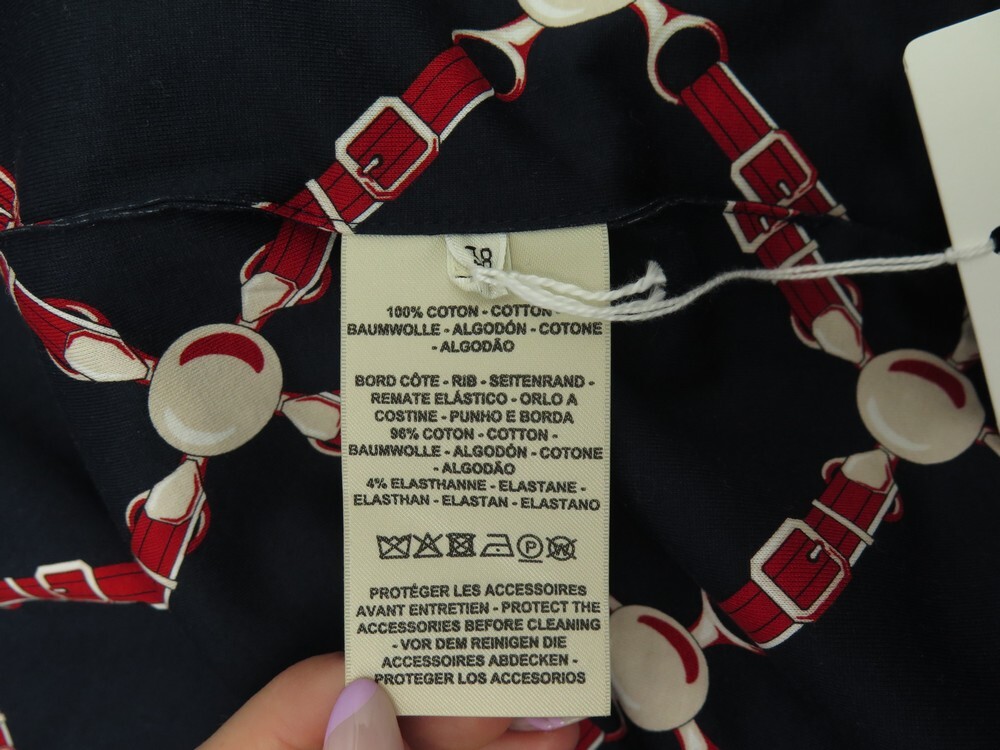 38
100% COTON - COTTON -
BAUMWOLLE - ALGODÓN - COTONE
- ALGODÃO
BORD CÔTE - RIB - SEITENRAND -
REMATE ELÁSTICO - ORLO A
COSTINE - PUNHO E BORDA
96% COTON - COTTON -
BAUMWOLLE - ALGODÓN - COTONE
- ALGODÃO
4% ELASTHANNE - ELASTANE -
ELASTHAN - ELASTAN - ELASTANO
P W
PROTÉGER LES ACCESSOIRES
AVANT ENTRETIEN - PROTECT THE
ACCESSORIES BEFORE CLEANING
- VOR DEM REINIGEN DIE
ACCESSOIRES ABDECKEN -
PROTEGER LOS ACCESORIOS